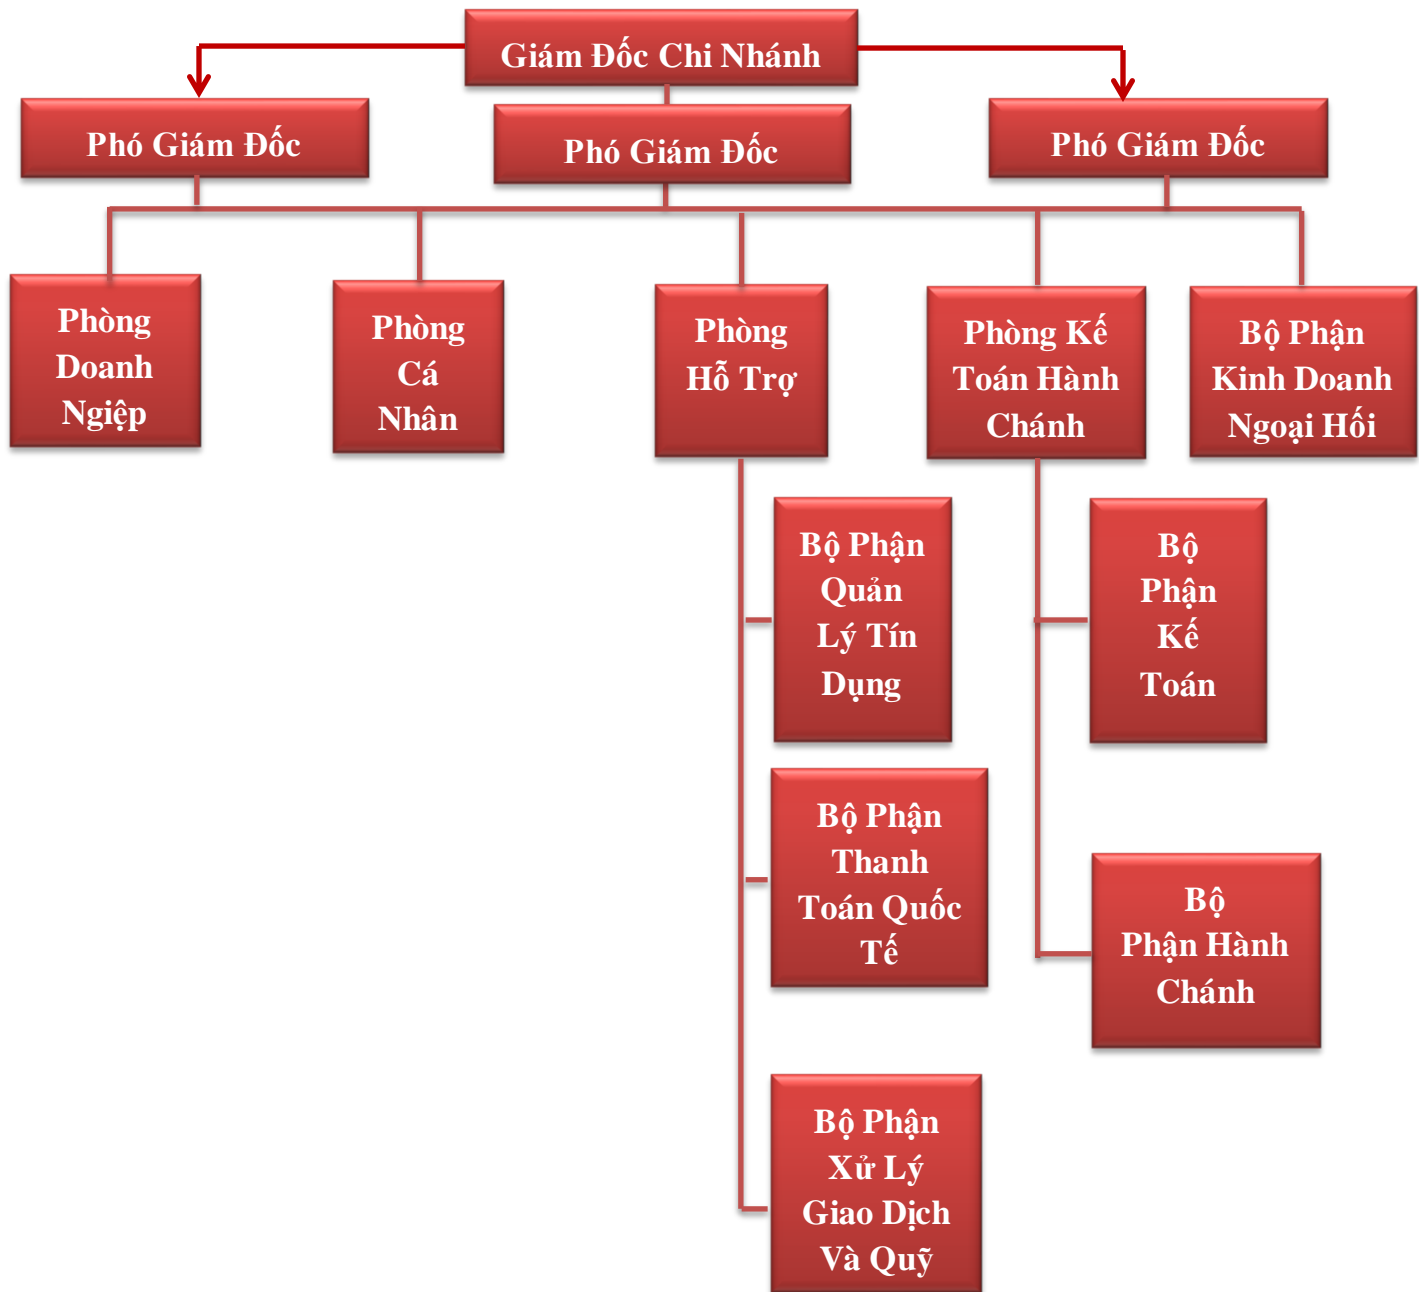 Giám Đốc Chi Nhánh
Phó Giám Đốc
Phó Giám Đốc
Phó Giám Đốc
Phòng
Doanh
Ngiệp
Phòng
Cá
Nhân
Phòng
Hỗ Trợ
Phòng Kế
Toán Hành
Chánh
Bộ Phận
Kinh Doanh
Ngoại Hối
Bộ Phận
Quản
Lý Tín
Dụng
Bộ
Phận
Kế
Toán
Bộ Phận
Thanh
Toán Quốc
Tế
Bộ
Phận Hành
Chánh
Bộ Phận
Xử Lý
Giao Dịch
Và Quỹ